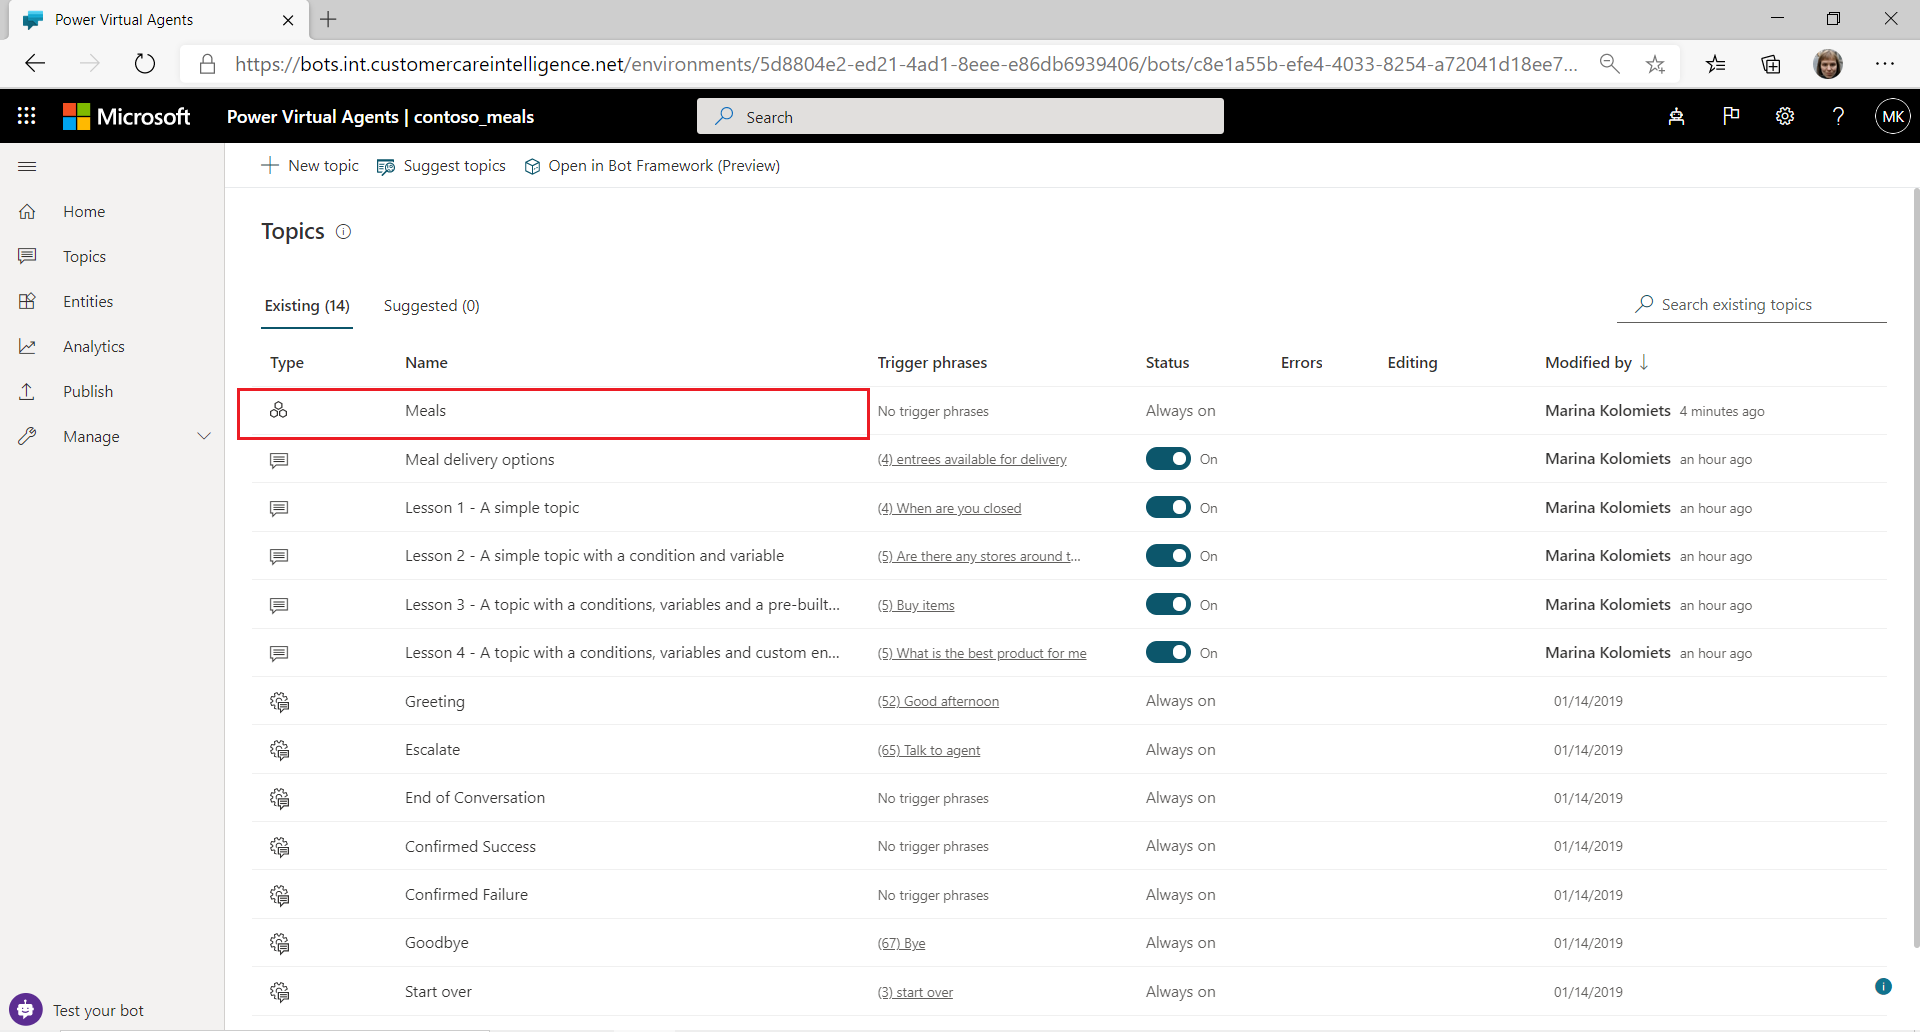 Power Virtual Agents
https://bots.int.customercareintelligence.net/environments/5d8804e2-ed21-4ad1-8eee-e86db6939406/bots/c8e1a55b-efe4-4033-8254-a72041d18ee7...
Microsoft Power Virtual Agents | contoso_meals Search ? MK
New topic Suggest topics Open in Bot Framework (Preview)
Home
Topics
Entities
Analytics
Publish
Manage
Test your bot
Topics
Existing (14) Suggested (0) Search existing topics
Type Name Trigger phrases Status Errors Editing Modified by ↓
Meals No trigger phrases Always on Marina Kolomiets 4 minutes ago
Meal delivery options (4) entrees available for delivery On Marina Kolomiets an hour ago
Lesson 1 - A simple topic (4) When are you closed On Marina Kolomiets an hour ago
Lesson 2 - A simple topic with a condition and variable (5) Are there any stores around t... On Marina Kolomiets an hour ago
Lesson 3 - A topic with a conditions, variables and a pre-built... (5) Buy items On Marina Kolomiets an hour ago
Lesson 4 - A topic with a conditions, variables and custom en... (5) What is the best product for me On Marina Kolomiets an hour ago
Greeting (52) Good afternoon Always on 01/14/2019
Escalate (65) Talk to agent Always on 01/14/2019
End of Conversation No trigger phrases Always on 01/14/2019
Confirmed Success No trigger phrases Always on 01/14/2019
Confirmed Failure No trigger phrases Always on 01/14/2019
Goodbye (67) Bye Always on 01/14/2019
Start over (3) start over Always on 01/14/2019